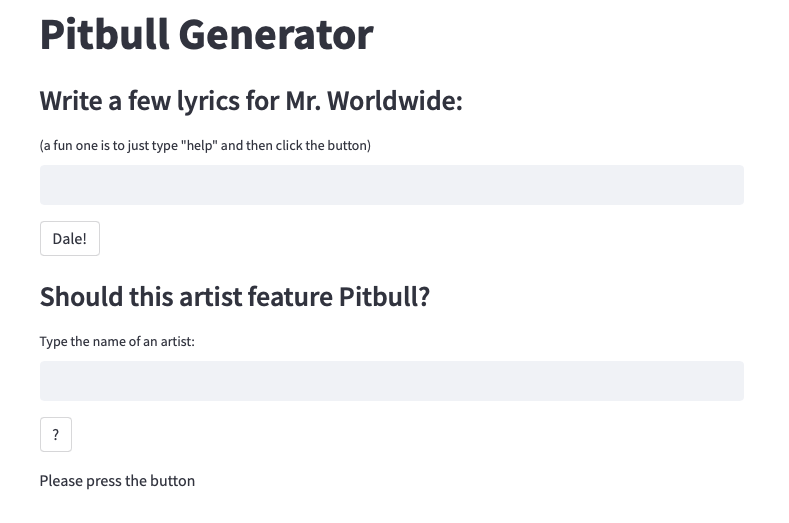 Pitbull Generator
Write a few lyrics for Mr. Worldwide:
(a fun one is to just type "help" and then click the button)
Dale!
Should this artist feature Pitbull?
Type the name of an artist:
?
Please press the button